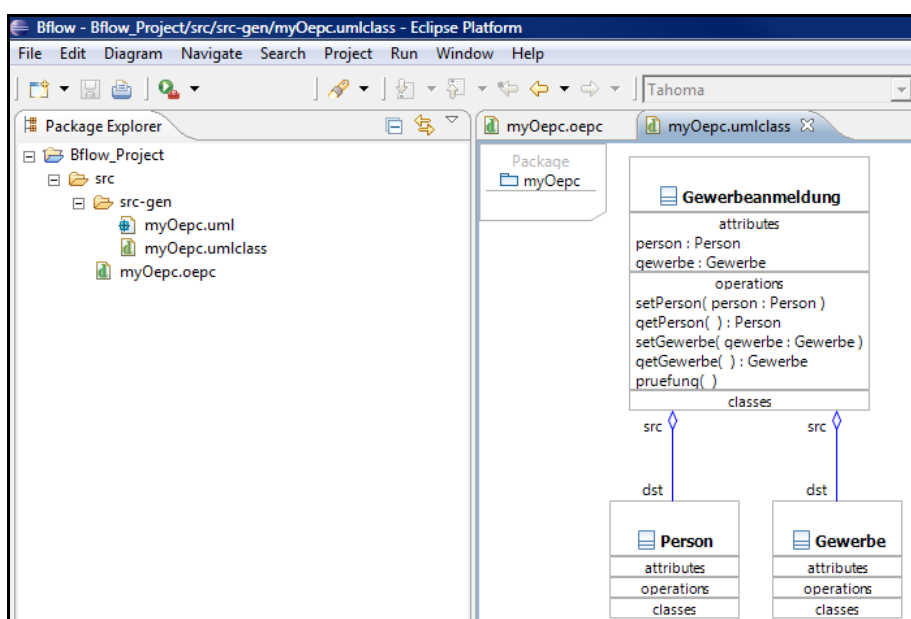 Bflow - Bflow_Project/src/src-gen/myOepc.umlclass - Eclipse Platform
File Edit Diagram Navigate Search Project Run Window Help
Tahoma
Package Explorer
Bflow_Project
src
src-gen
myOepc.uml
myOepc.umlclass
myOepc.oepc
myOepc.oepc myOepc.umlclass
Package
myOepc
Gewerbeanmeldung
attributes
person : Person
gewerbe : Gewerbe
operations
setPerson( person : Person )
getPerson( ) : Person
setGewerbe( gewerbe : Gewerbe )
getGewerbe( ) : Gewerbe
pruefung( )
classes
src src
dst dst
Person Gewerbe
attributes attributes
operations operations
classes classes